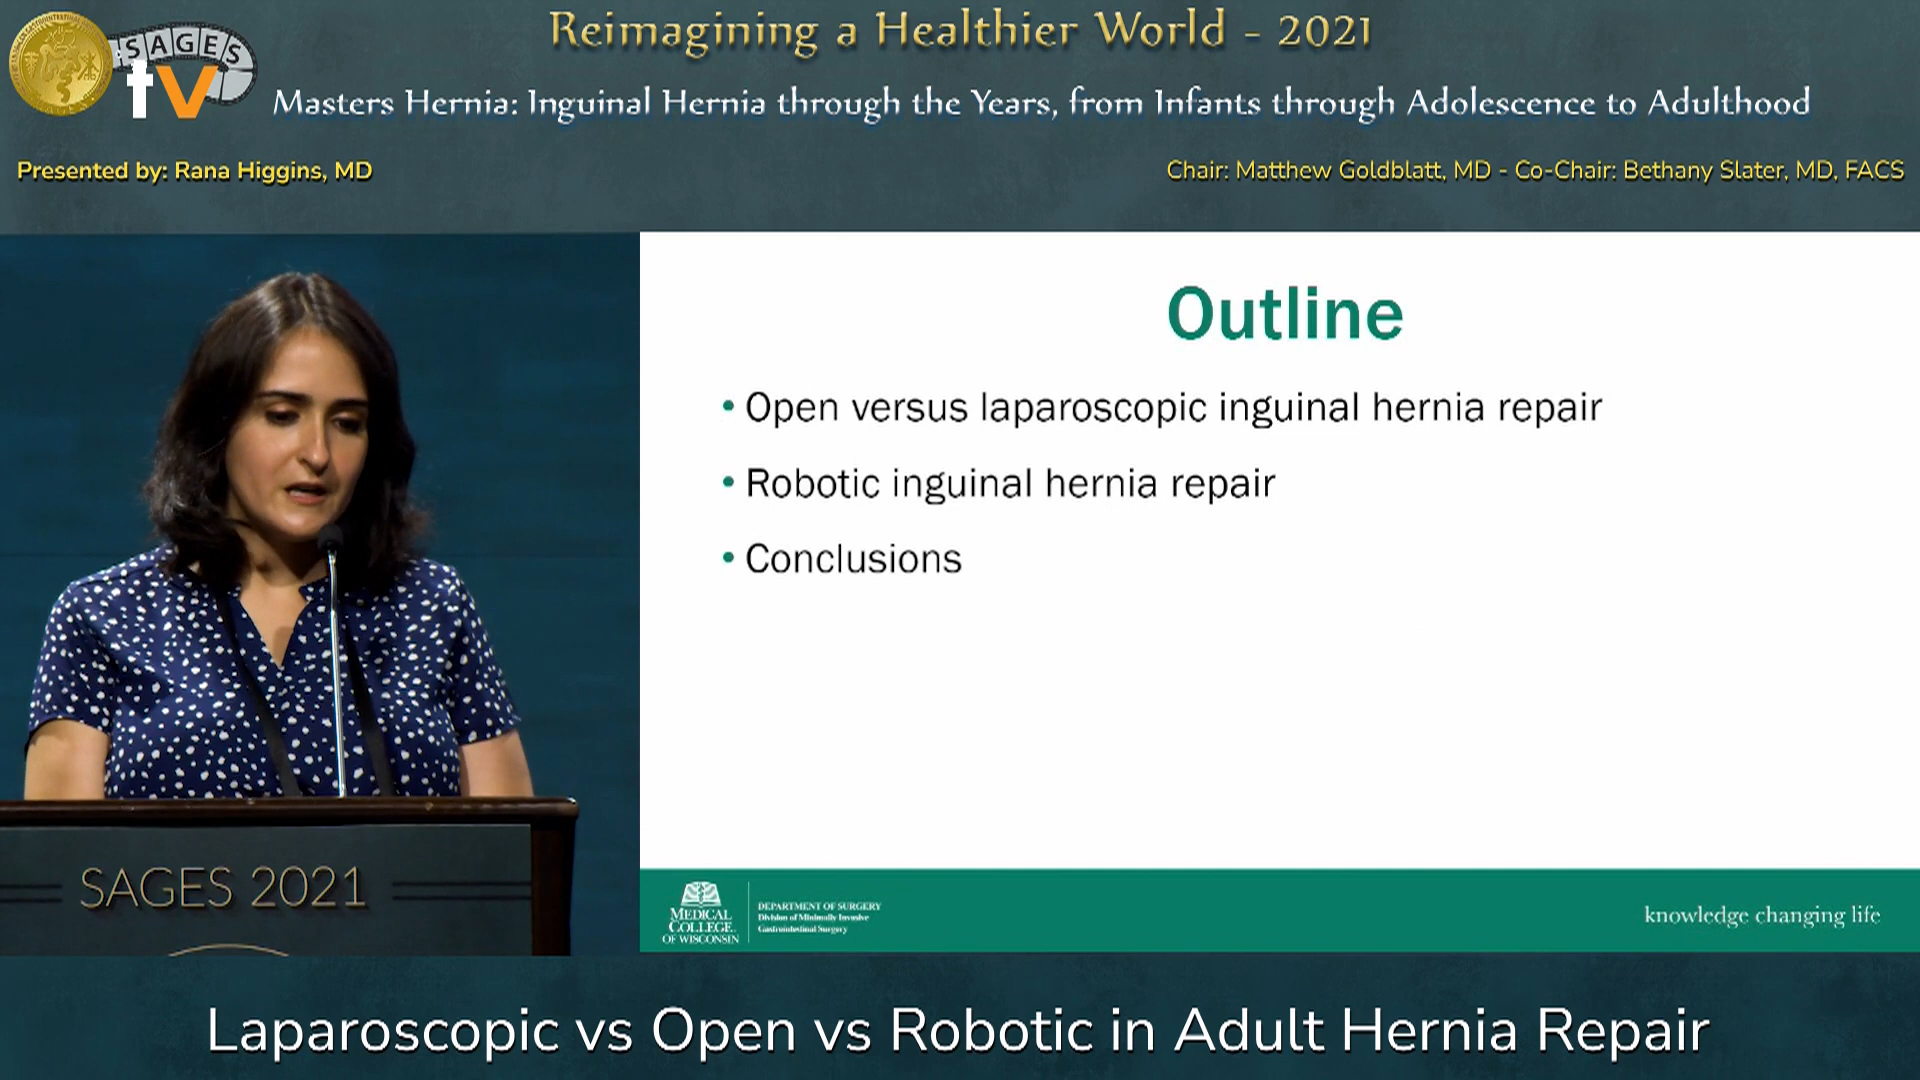 Reimagining a Healthier World - 2021
SAGES
tv
Masters Hernia: Inguinal Hernia through the Years, from Infants through Adolescence to Adulthood
Presented by: Rana Higgins, MD
Chair: Matthew Goldblatt, MD - Co-Chair: Bethany Slater, MD, FACS
Outline
• Open versus laparoscopic inguinal hernia repair
• Robotic inguinal hernia repair
• Conclusions
SAGES 2021
MEDICAL
COLLEGE
OF WISCONSIN
DEPARTMENT OF SURGERY
Division of Minimally Invasive
Gastrointestinal Surgery
knowledge changing life
Laparoscopic vs Open vs Robotic in Adult Hernia Repair